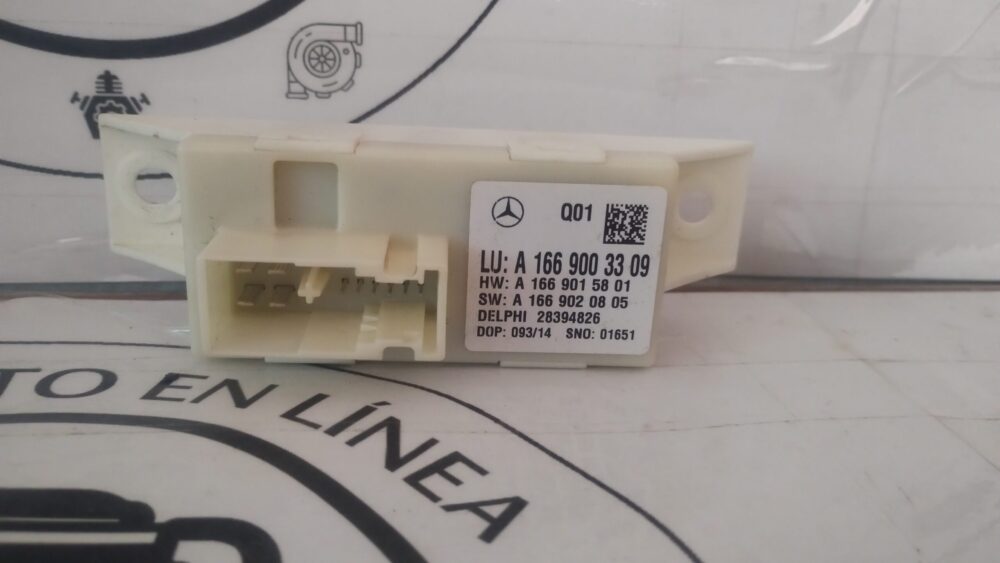 Q01
LU: A 166 900 33 09
HW: A 166 901 58 01
SW: A 166 902 08 05
DELPHI 28394826
DOP: 093/14 SNO: 01651
TO EN LÍNEA